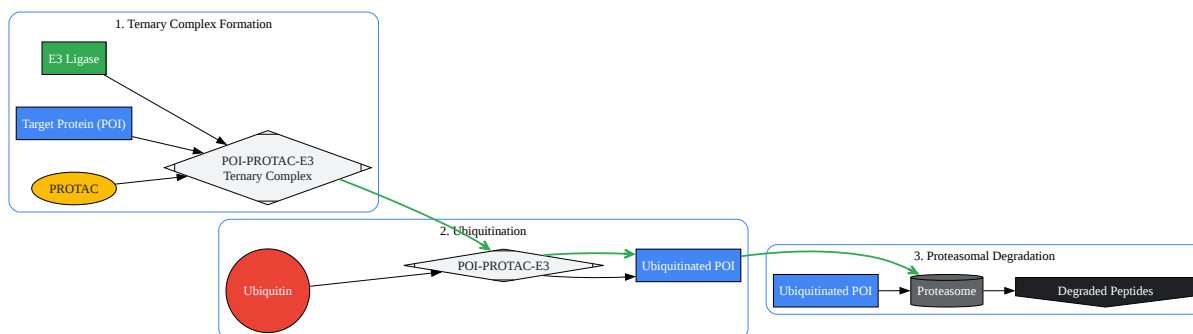 1. Ternary Complex Formation
E3 Ligase
Target Protein (POI)
PROTAC
POI-PROTAC-E3
Ternary Complex
2. Ubiquitination
Ubiquitin
POI-PROTAC-E3
Ubiquitinated POI
3. Proteasomal Degradation
Ubiquitinated POI
Proteasome
Degraded Peptides